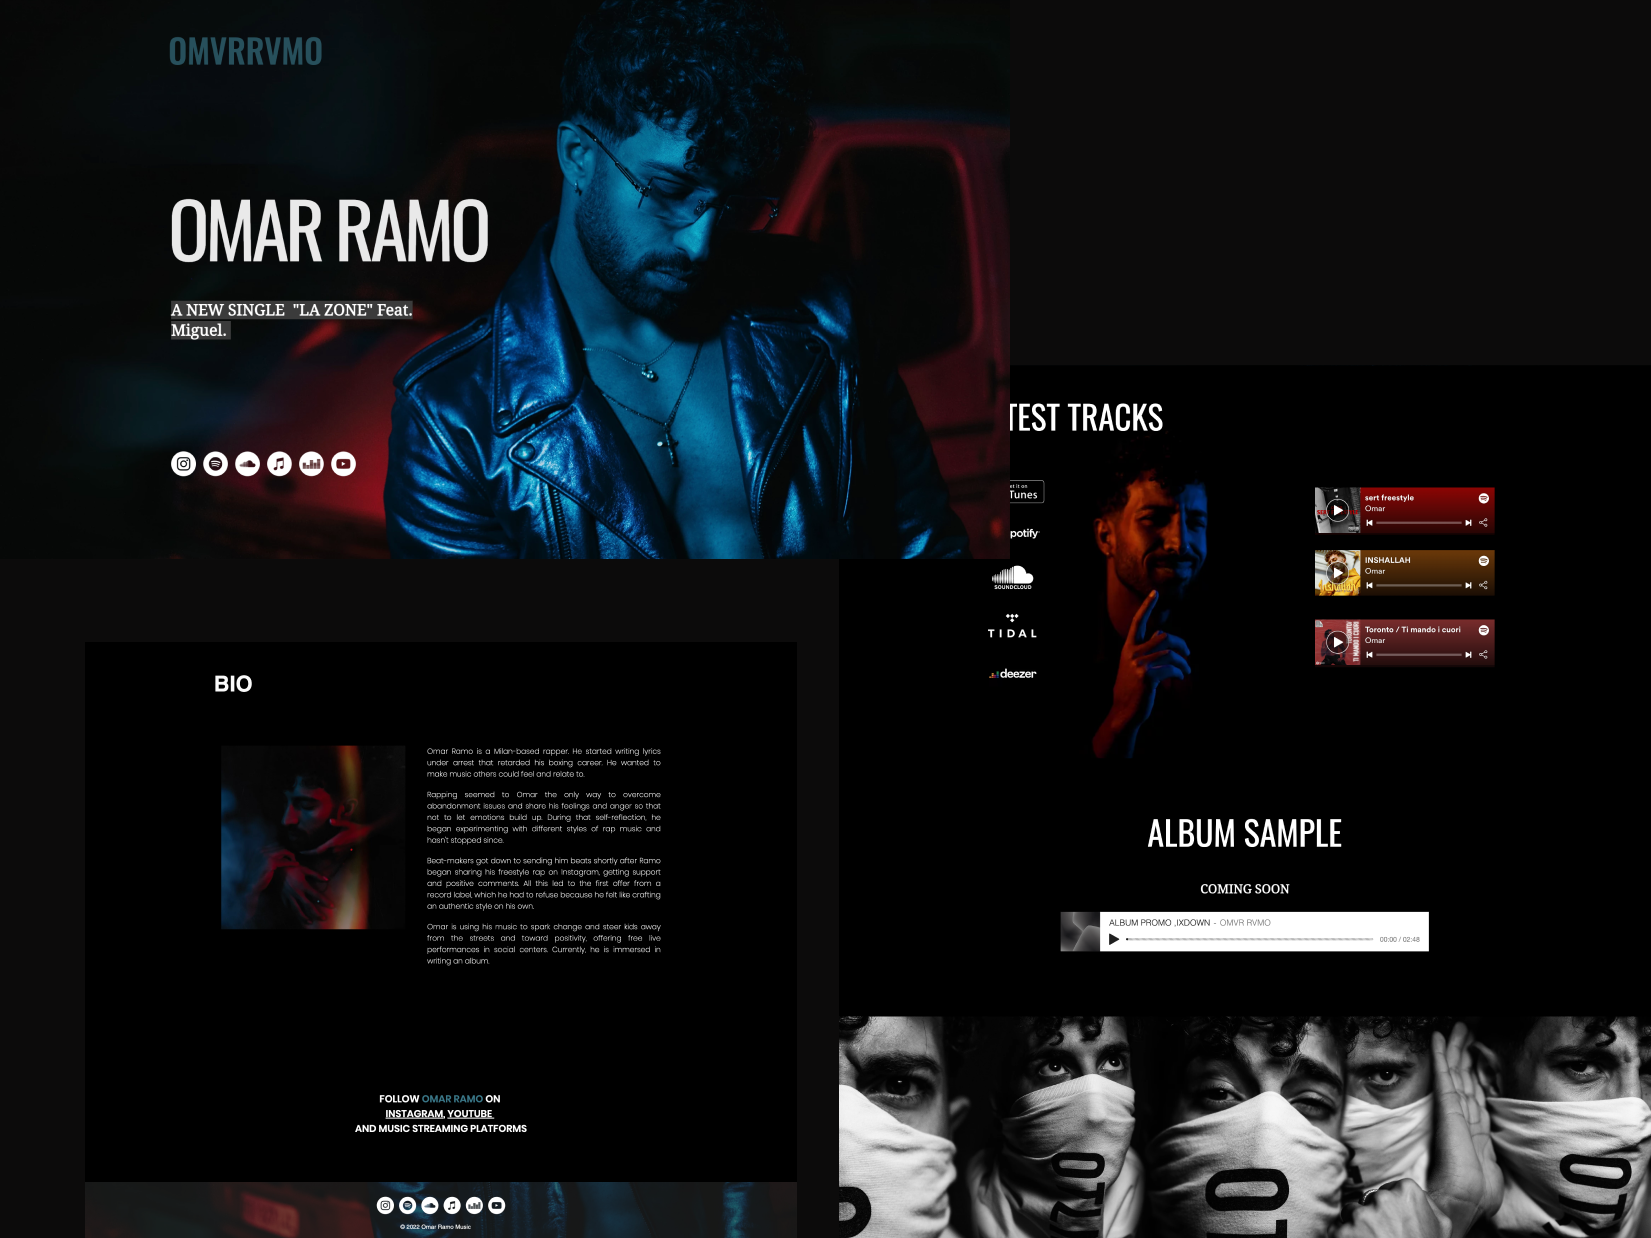 OMVRRVMO
OMAR RAMO
A NEW SINGLE "LA ZONE" Feat.
Miguel.
TEST TRACKS
et it on
Tunes
potify
SOUNDCLOUD
TIDAL
deezer
sert freestyle
Omar
INSHALLAH
Omar
Toronto / Ti mando i cuori
Omar
ALBUM SAMPLE
COMING SOON
ALBUM PROMO ,IXDOWN - OMVR RVMO
00:00 / 02:48
BIO
Omar Ramo is a Milan-based rapper. He started writing lyrics
under arrest that retarded his boxing career. He wanted to
make music others could feel and relate to.
Rapping seemed to Omar the only way to overcome
abandonment issues and share his feelings and anger so that
not to let emotions build up. During that self-reflection, he
began experimenting with different styles of rap music and
hasn't stopped since.
Beat-makers got down to sending him beats shortly after Ramo
began sharing his freestyle rap on Instagram, getting support
and positive comments. All this led to the first offer from a
record label, which he had to refuse because he felt like crafting
an authentic style on his own.
Omar is using his music to spark change and steer kids away
from the streets and toward positivity, offering free live
performances in social centers. Currently, he is immersed in
writing an album.
FOLLOW OMAR RAMO ON
INSTAGRAM, YOUTUBE
AND MUSIC STREAMING PLATFORMS
© 2022 Omar Ramo Music